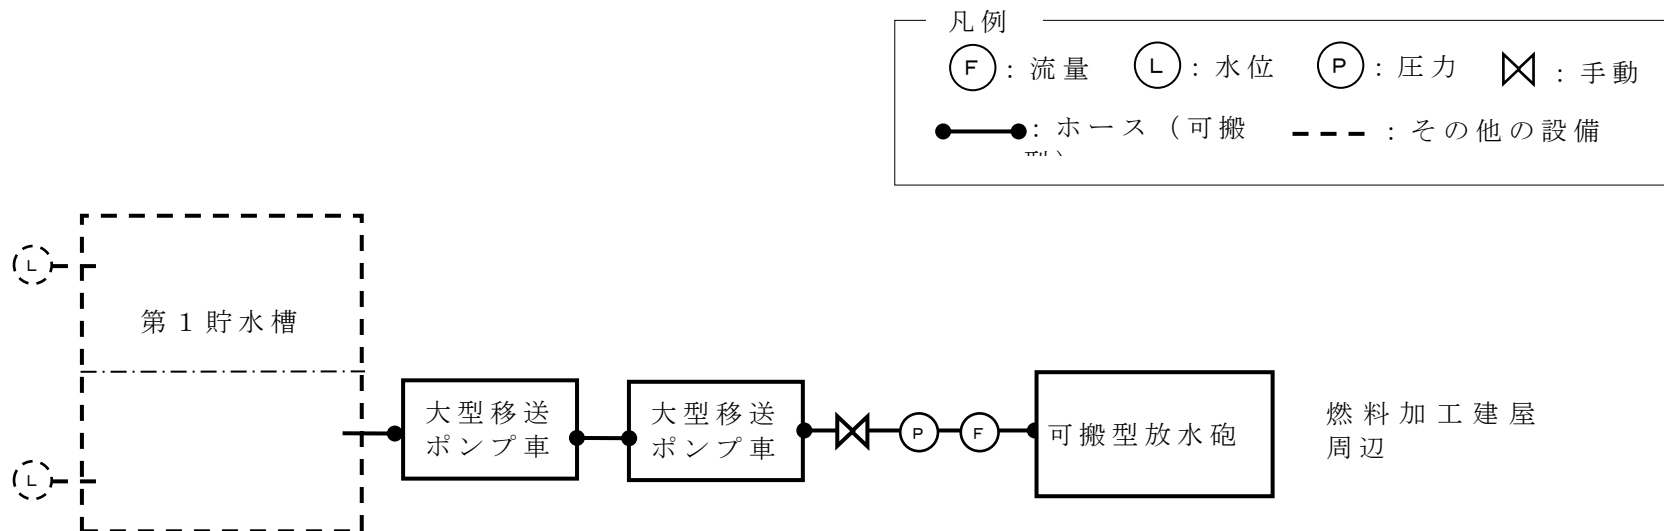 凡例
F : 流量 L : 水位 P : 圧力 : 手動
: ホース（可搬 : その他の設備
L
第１貯水槽
大型移送
ポンプ車
大型移送
ポンプ車
P
F
可搬型放水砲
燃料加工建屋
周辺
L